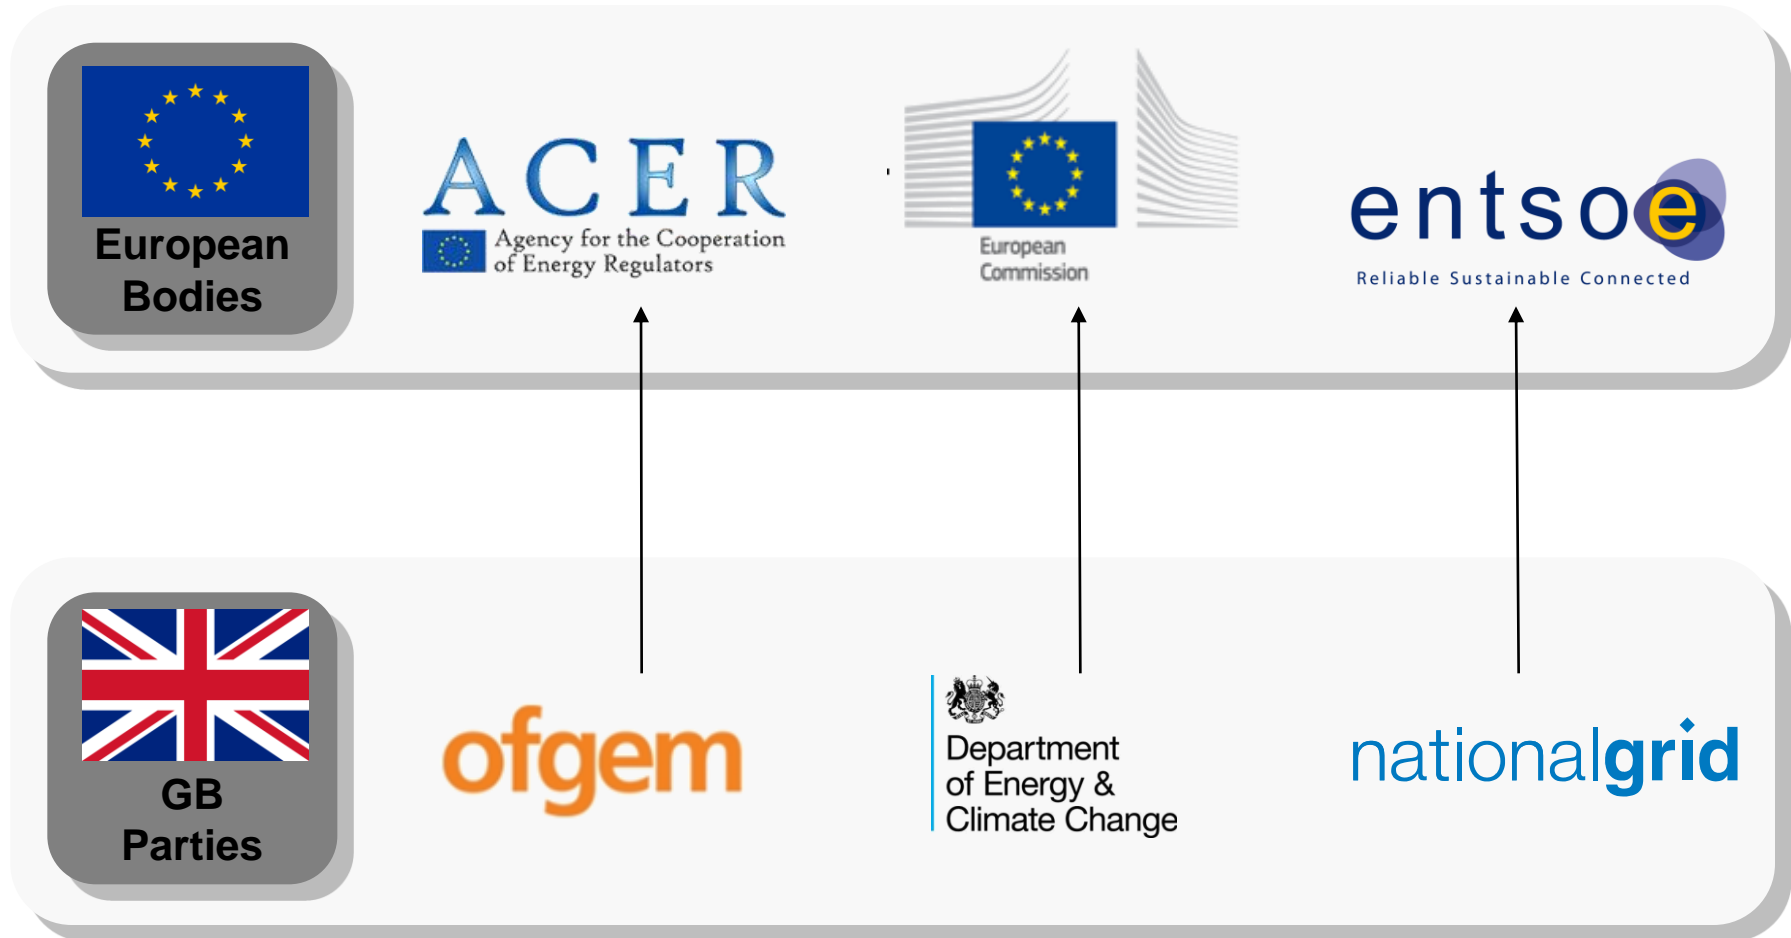 European
Bodies
ACER
Agency for the Cooperation
of Energy Regulators
European
Commission
entsoe
Reliable Sustainable Connected
GB
Parties
ofgem
Department
of Energy &
Climate Change
nationalgrid